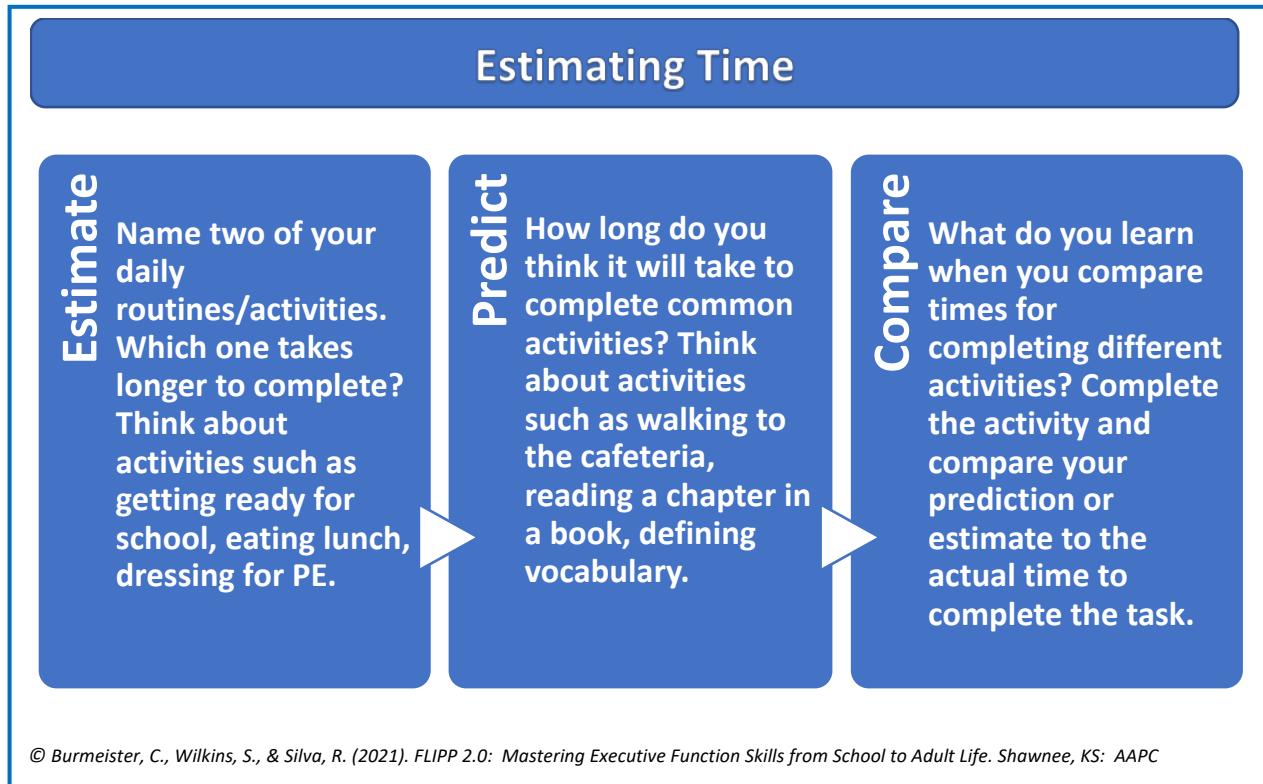 Estimating Time
Estimate
Name two of your
daily
routines/activities.
Which one takes
longer to complete?
Think about
activities such as
getting ready for
school, eating lunch,
dressing for PE.
Predict
How long do you
think it will take to
complete common
activities? Think
about activities
such as walking to
the cafeteria,
reading a chapter in
a book, defining
vocabulary.
Compare
What do you learn
when you compare
times for
completing different
activities? Complete
the activity and
compare your
prediction or
estimate to the
actual time to
complete the task.
© Burmeister, C., Wilkins, S., & Silva, R. (2021). FLIPP 2.0: Mastering Executive Function Skills from School to Adult Life. Shawnee, KS: AAPC